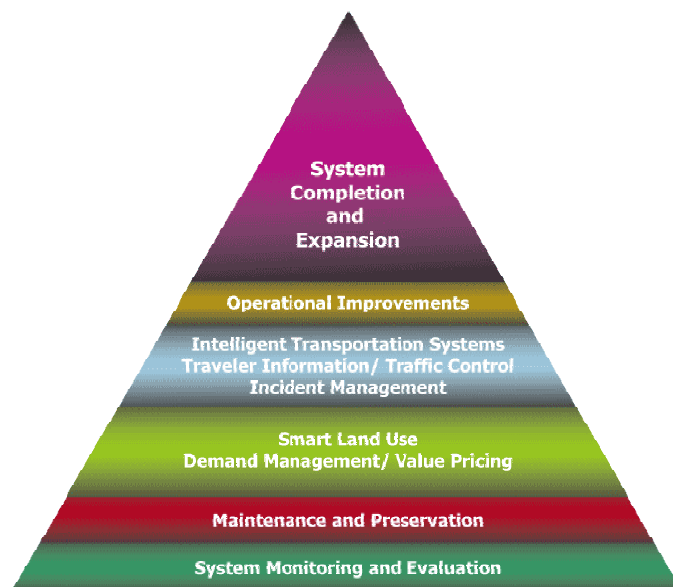 System
Completion
and
Expansion
Operational Improvements
Intelligent Transportation Systems
Traveler Information/ Traffic Control
Incident Management
Smart Land Use
Demand Management/ Value Pricing
Maintenance and Preservation
System Monitoring and Evaluation